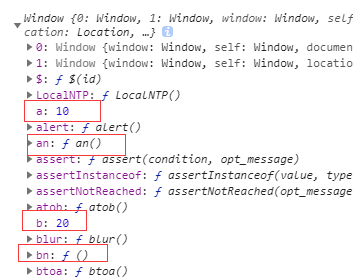 Window {0: Window, 1: Window, window: Window, self
cation: Location, …} i
0: Window {window: Window, self: Window, documen
1: Window {window: Window, self: Window, locatio
$: ƒ $(id)
LocalNTP: ƒ LocalNTP()
a: 10
alert: ƒ alert()
an: ƒ an()
assert: ƒ assert(condition, opt_message)
assertInstanceof: ƒ assertInstanceof(value, type
assertNotReached: ƒ assertNotReached(opt_message
atob: ƒ atob()
b: 20
blur: ƒ blur()
bn: ƒ ()
btoa: ƒ btoa()